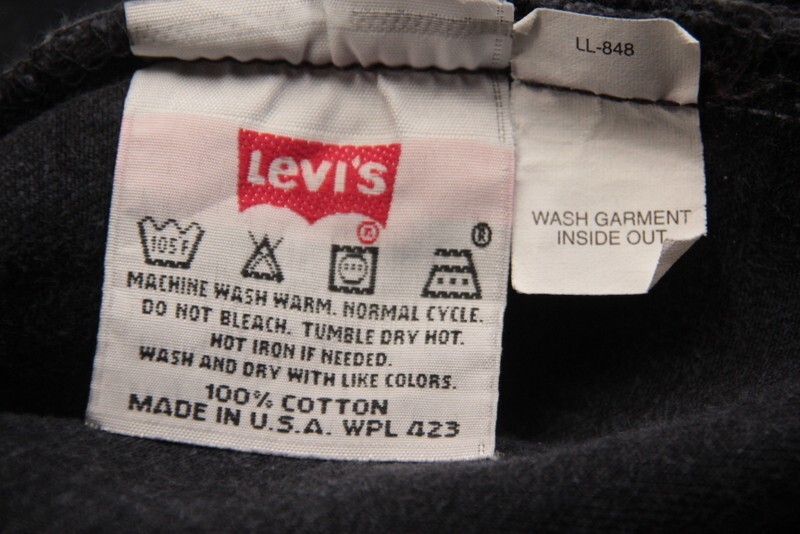 LL-848
WASH GARMENT
INSIDE OUT
Levi's
®
®
105F
MACHINE WASH WARM. NORMAL CYCLE.
DO NOT BLEACH. TUMBLE DRY HOT.
HOT IRON IF NEEDED.
WASH AND DRY WITH LIKE COLORS.
100% COTTON
MADE IN U.S.A. WPL 423